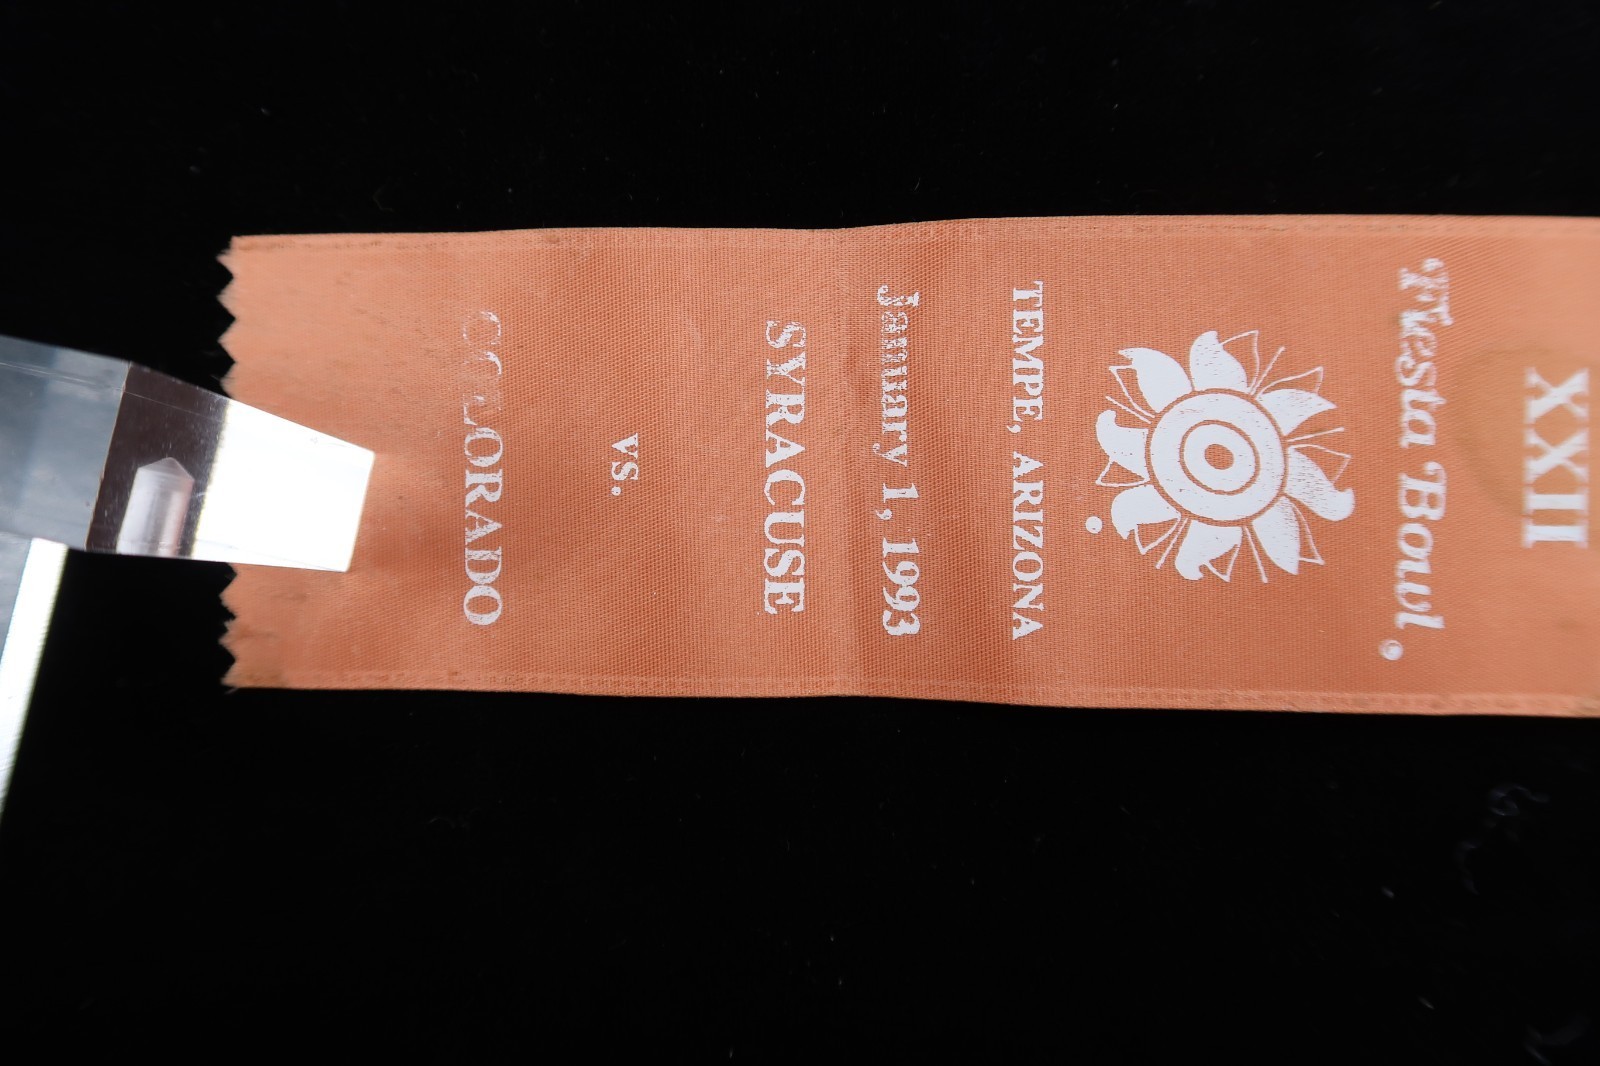 XXII
Fiesta Bowl®
TEMPE, ARIZONA
January 1, 1993
SYRACUSE
vs.
COLORADO